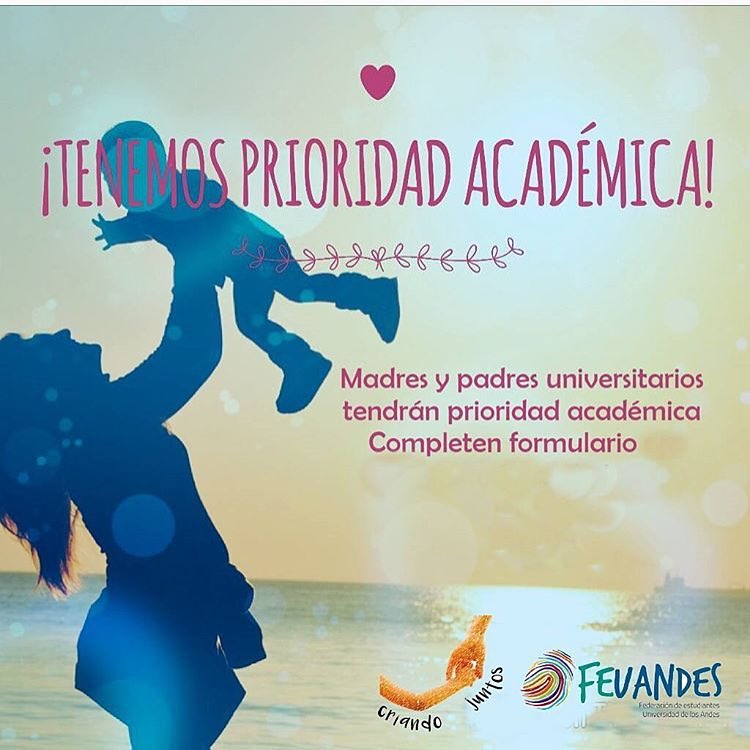 ¡TENEMOS PRIORIDAD ACADÉMICA!
Madres y padres universitarios
tendrán prioridad académica
Completen formulario
criando juntos
FEUANDES
Federación de estudiantes
Universidad de los Andes